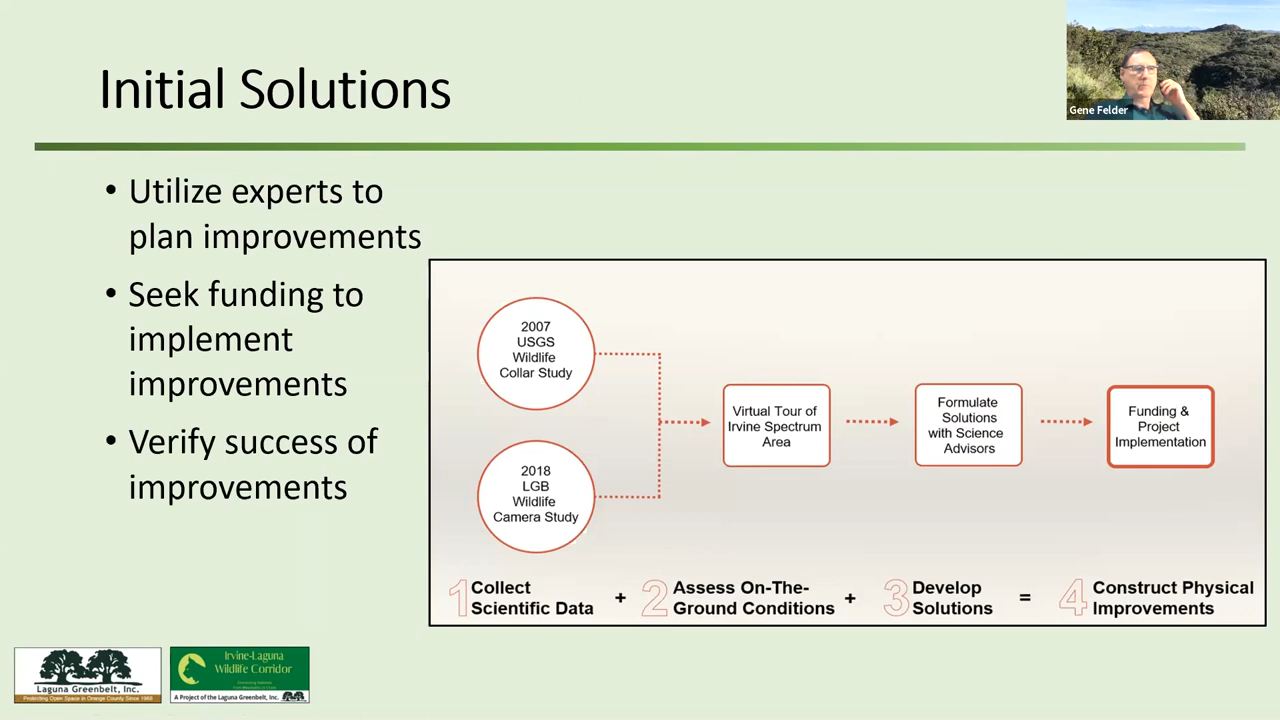 Initial Solutions
Gene Felder
• Utilize experts to
plan improvements
• Seek funding to
implement
improvements
• Verify success of
improvements
2007
USGS
Wildlife
Collar Study
2018
LGB
Wildlife
Camera Study
Virtual Tour of
Irvine Spectrum
Area
Formulate
Solutions
with Science
Advisors
Funding &
Project
Implementation
1 Collect
Scientific Data
+
2 Assess On-The-
Ground Conditions
+
3 Develop
Solutions
=
4 Construct Physical
Improvements
Laguna Greenbelt, Inc.
Protecting Open Space in Orange County Since 1968
Irvine-Laguna
Wildlife Corridor
A Project of the Laguna Greenbelt, Inc.